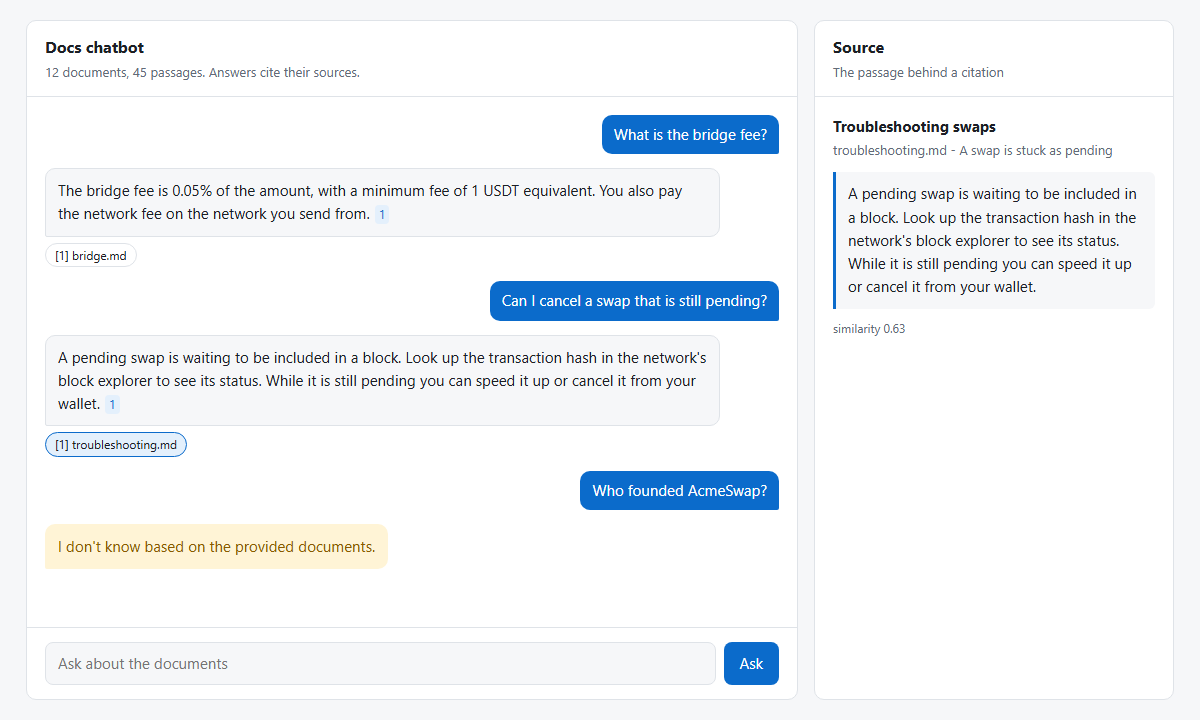 Docs chatbot
12 documents, 45 passages. Answers cite their sources.
What is the bridge fee?
The bridge fee is 0.05% of the amount, with a minimum fee of 1 USDT equivalent. You also pay
the network fee on the network you send from. 1
[1] bridge.md
Can I cancel a swap that is still pending?
A pending swap is waiting to be included in a block. Look up the transaction hash in the network's
block explorer to see its status. While it is still pending you can speed it up or cancel it from your
wallet. 1
[1] troubleshooting.md
Who founded AcmeSwap?
I don't know based on the provided documents.
Ask about the documents
Ask
Source
The passage behind a citation
Troubleshooting swaps
troubleshooting.md - A swap is stuck as pending
A pending swap is waiting to be included in
a block. Look up the transaction hash in the
network's block explorer to see its status.
While it is still pending you can speed it up
or cancel it from your wallet.
similarity 0.63